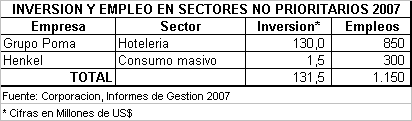 INVERSION Y EMPLEO EN SECTORES NO PRIORITARIOS 2007
Empresa Sector Inversion* Empleos
Grupo Poma Hoteleria 130,0 850
Henkel Consumo masivo 1,5 300
TOTAL 131,5 1.150
Fuente: Corporacion, Informes de Gestion 2007
* Cifras en Millones de US$